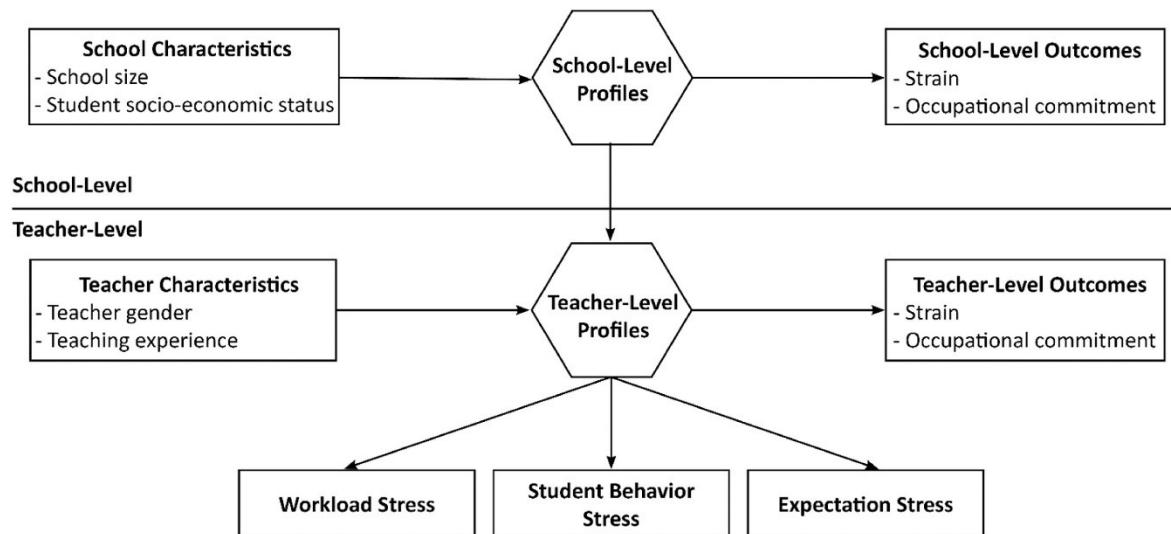 School Characteristics
- School size
- Student socio-economic status
School-Level
Profiles
School-Level Outcomes
- Strain
- Occupational commitment
School-Level
Teacher-Level
Teacher Characteristics
- Teacher gender
- Teaching experience
Teacher-Level
Profiles
Teacher-Level Outcomes
- Strain
- Occupational commitment
Workload Stress
Student Behavior
Stress
Expectation Stress